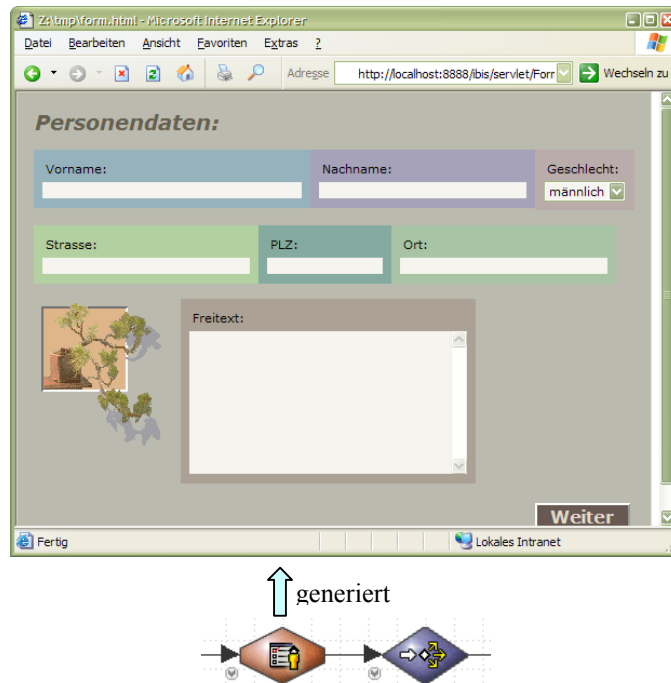 Z:\tmp\form.html - Microsoft Internet Explorer
Datei Bearbeiten Ansicht Favoriten Extras ?
Adresse http://localhost:8888/ibis/servlet/Forr Wechseln zu
Personendaten:
Vorname: Nachname: Geschlecht:
männlich
Strasse: PLZ: Ort:
Freitext:
Weiter
Fertig Lokales Intranet
generiert